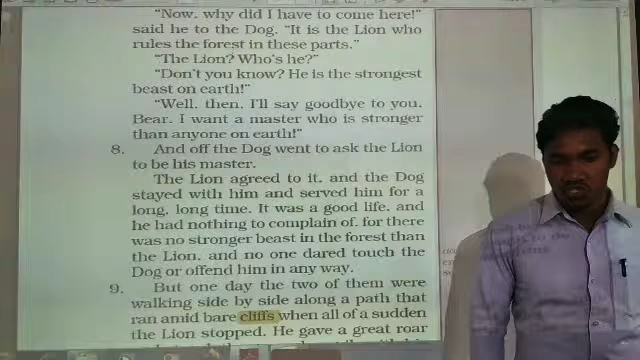 "Now, why did I have to come here!"
said he to the Dog. "It is the Lion who
rules the forest in these parts."
"The Lion? Who's he?"
"Don't you know? He is the strongest
beast on earth!"
"Well, then, I'll say goodbye to you,
Bear. I want a master who is stronger
than anyone on earth!"
8. And off the Dog went to ask the Lion
to be his master.
The Lion agreed to it, and the Dog
stayed with him and served him for a
long, long time. It was a good life, and
he had nothing to complain of, for there
was no stronger beast in the forest than
the Lion, and no one dared touch the
Dog or offend him in any way.
9. But one day the two of them were
walking side by side along a path that
ran amid bare cliffs when all of a sudden
the Lion stopped. He gave a great roar